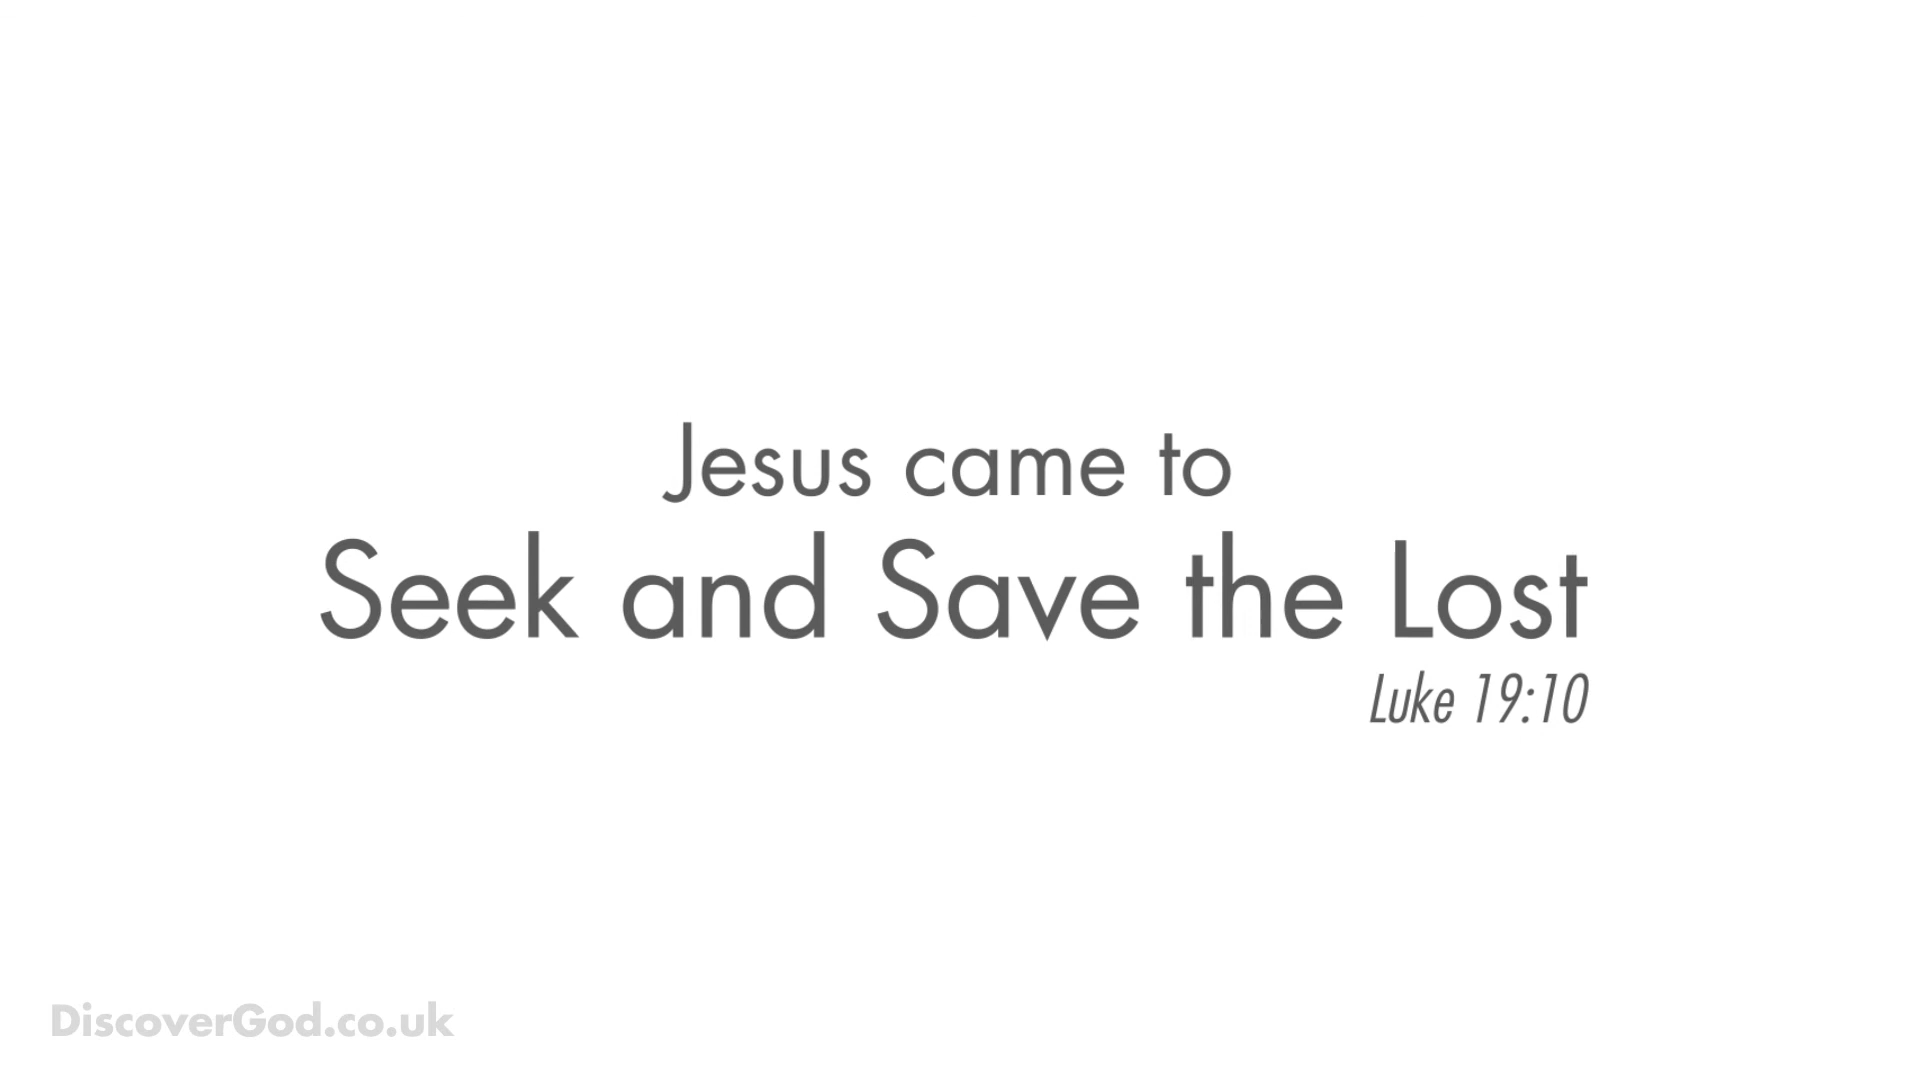 Jesus came to
Seek and Save the Lost
Luke 19:10
DiscoverGod.co.uk